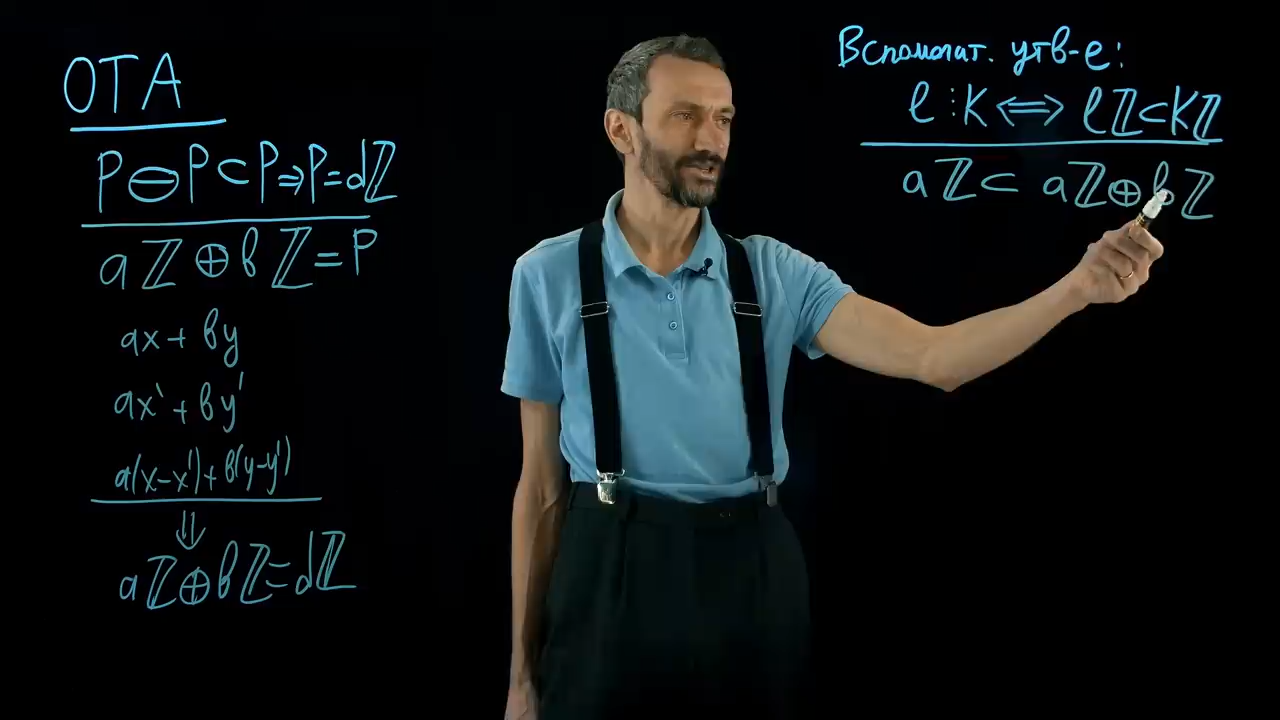 ОТА
P⊖P⊂P⇒P=dℤ
aℤ⊕bℤ=P
ax+by
ax'+by'
a(x-x')+b(y-y')
⇓
aℤ⊕bℤ=dℤ
Вспомогат. утв-е:
ℓ⋮K⇔ℓℤ⊂Kℤ
aℤ⊂aℤ⊕bℤ